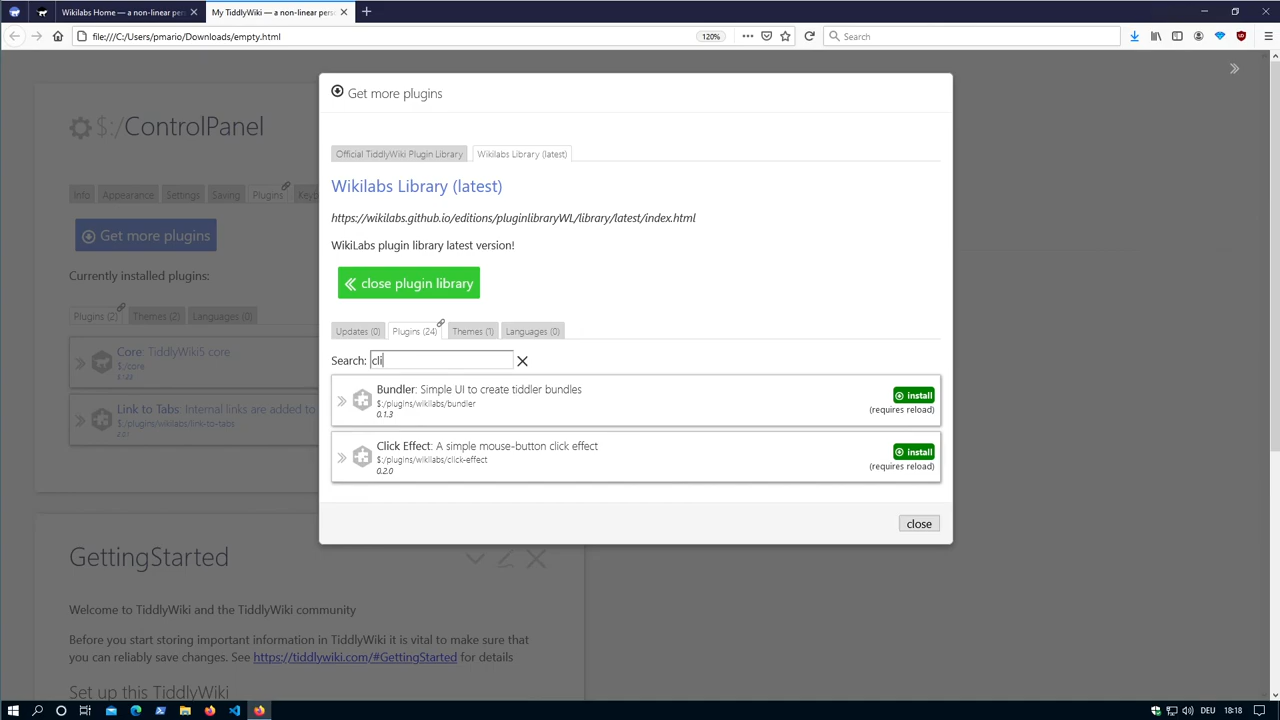 Wikilabs Home — a non-linear pers
My TiddlyWiki — a non-linear pers
file:///C:/Users/pmario/Downloads/empty.html
120%
Search
Get more plugins
$:/ControlPanel
Official TiddlyWiki Plugin Library
Wikilabs Library (latest)
Wikilabs Library (latest)
Info
Appearance
Settings
Saving
Plugins
https://wikilabs.github.io/editions/pluginlibraryWL/library/latest/index.html
Get more plugins
WikiLabs plugin library latest version!
Currently installed plugins:
close plugin library
Plugins (2)
Themes (2)
Languages (0)
Updates (0)
Plugins (24)
Themes (1)
Languages (0)
Core: TiddlyWiki5 core
$:/core
Search: cli
Bundler: Simple UI to create tiddler bundles
$:/plugins/wikilabs/bundler
0.1.3
install
(requires reload)
Link to Tabs: Internal links are added to
$:/plugins/wikilabs/link-to-tabs
Click Effect: A simple mouse-button click effect
$:/plugins/wikilabs/click-effect
0.2.0
install
(requires reload)
close
GettingStarted
Welcome to TiddlyWiki and the TiddlyWiki community
Before you start storing important information in TiddlyWiki it is vital to make sure that
you can reliably save changes. See https://tiddlywiki.com/#GettingStarted for details
Set up this TiddlyWiki
DEU
18:18